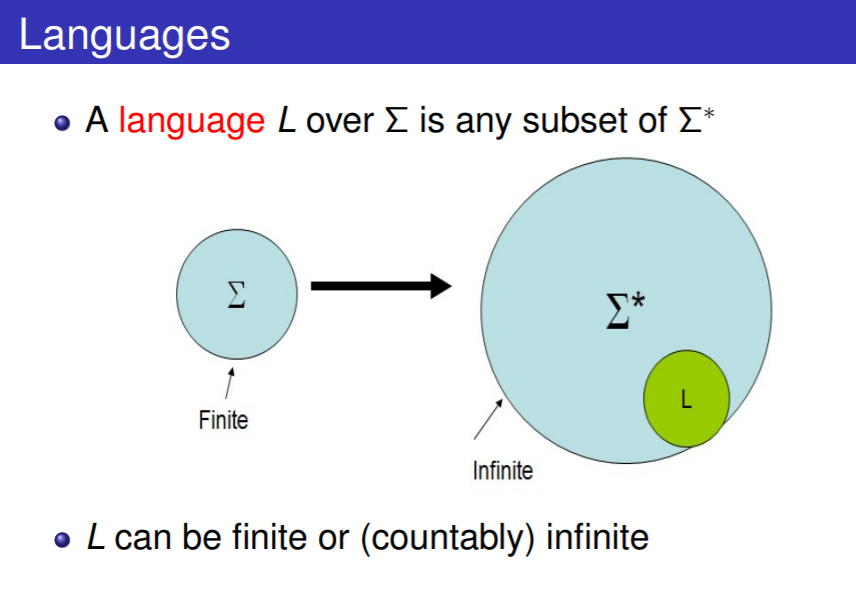 Languages
A language L over Σ is any subset of Σ*
Σ
Σ*
L
Finite
Infinite
L can be finite or (countably) infinite